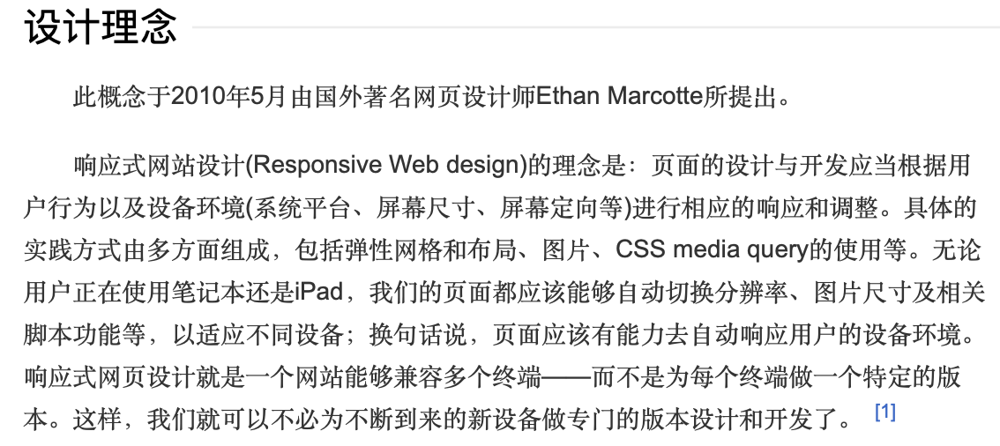 设计理念
此概念于2010年5月由国外著名网页设计师Ethan Marcotte所提出。
响应式网站设计(Responsive Web design)的理念是：页面的设计与开发应当根据用
户行为以及设备环境(系统平台、屏幕尺寸、屏幕定向等)进行相应的响应和调整。具体的
实践方式由多方面组成，包括弹性网格和布局、图片、CSS media query的使用等。无论
用户正在使用笔记本还是iPad，我们的页面都应该能够自动切换分辨率、图片尺寸及相关
脚本功能等，以适应不同设备；换句话说，页面应该有能力去自动响应用户的设备环境。
响应式网页设计就是一个网站能够兼容多个终端——而不是为每个终端做一个特定的版
本。这样，我们就可以不必为不断到来的新设备做专门的版本设计和开发了。 [1]